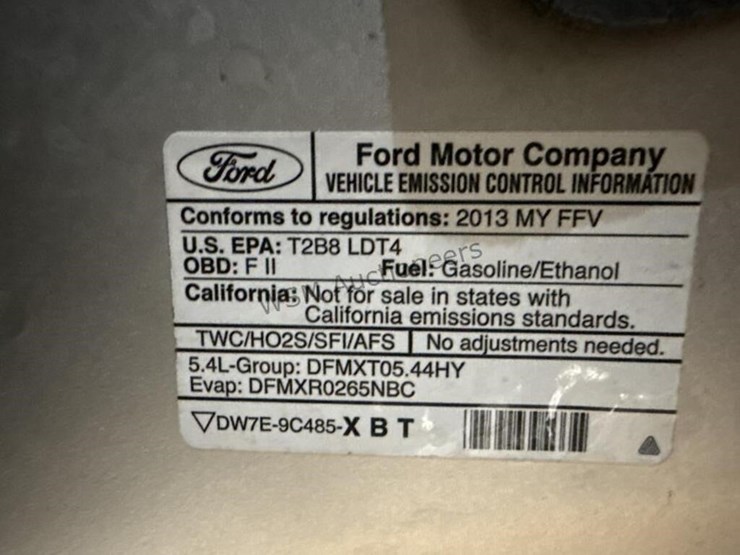 Ford
Ford Motor Company
VEHICLE EMISSION CONTROL INFORMATION
Conforms to regulations: 2013 MY FFV
U.S. EPA: T2B8 LDT4
OBD: F II Fuel: Gasoline/Ethanol
California: Not for sale in states with
California emissions standards.
TWC/HO2S/SFI/AFS No adjustments needed.
5.4L-Group: DFMXT05.44HY
Evap: DFMXR0265NBC
DW7E-9C485-X B T
WSM Auctioneers